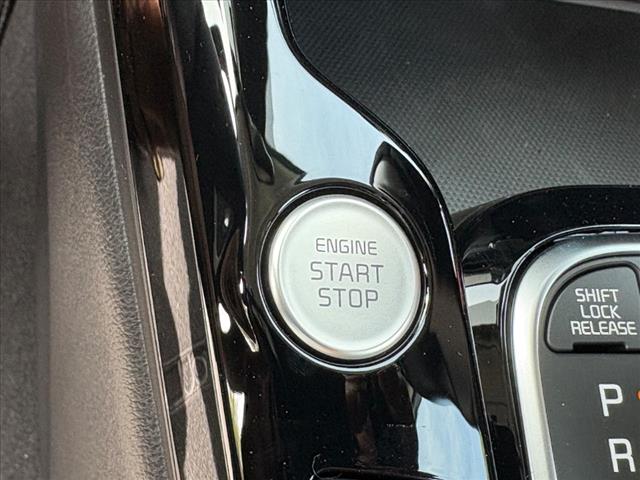 ENGINE
START
STOP
SHIFT
LOCK
RELEASE
P
R